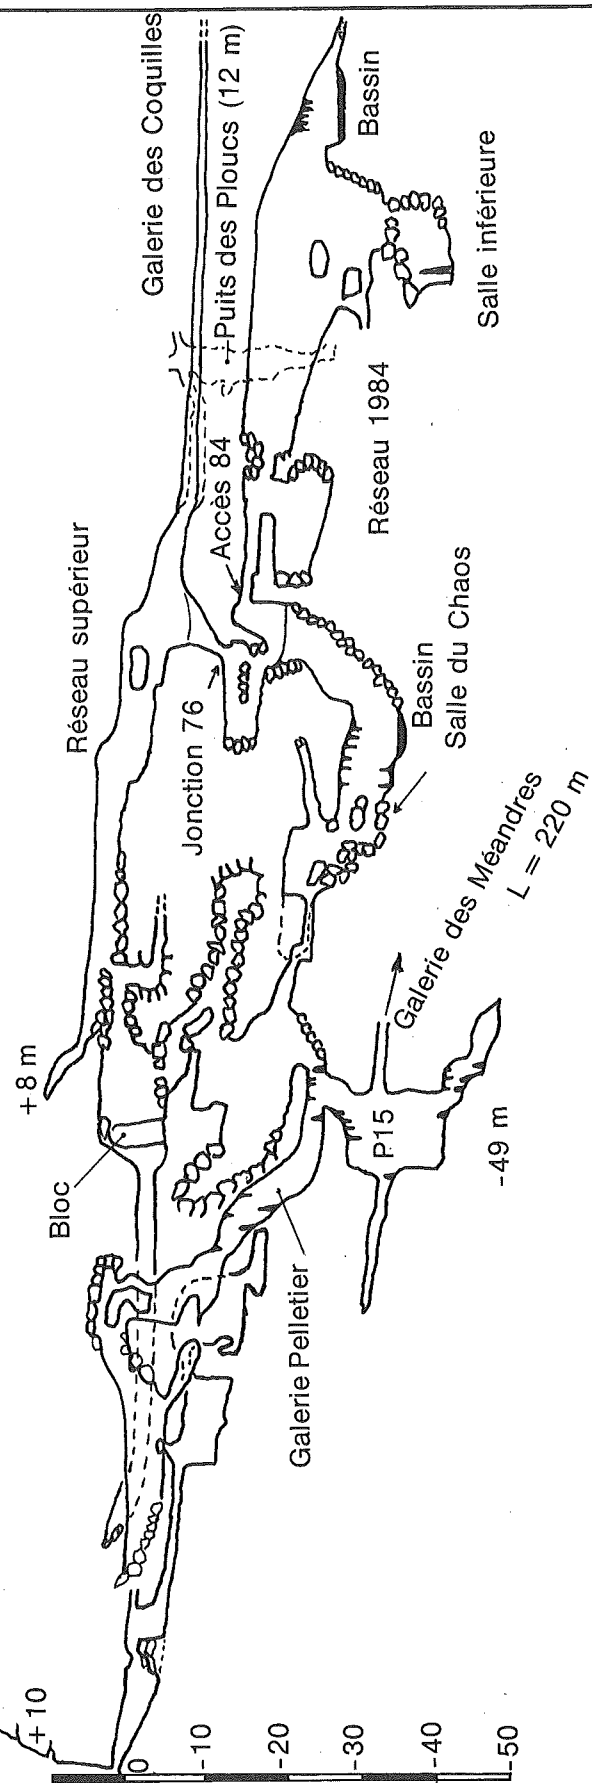 +10
0
-10
-20
-30
-40
-50
Bloc
+8 m
Réseau supérieur
Galerie des Coquilles
Puits des Ploucs (12 m)
Bassin
Accès 84
Jonction 76
Réseau 1984
Salle inférieure
Bassin
Salle du Chaos
Galerie des Méandres
L = 220 m
P15
-49 m
Galerie Pelletier